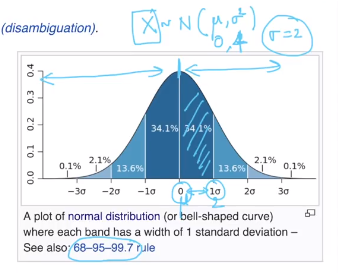 X ~ N(μ, σ²)
(disambiguation).
0, 4
σ = 2
0.4
0.3
0.2
0.1
0.0
34.1% 34.1%
0.1% 2.1% 13.6% 13.6% 2.1% 0.1%
−3σ −2σ −1σ 0 1σ 2σ 3σ
μ 2
A plot of normal distribution (or bell-shaped curve)
where each band has a width of 1 standard deviation –
See also: 68–95–99.7 rule